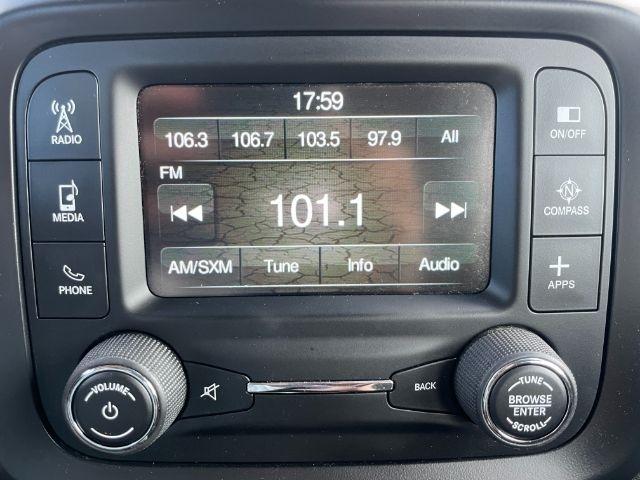 17:59
RADIO
106.3 106.7 103.5 97.9 All
ON/OFF
FM
MEDIA
101.1
N
COMPASS
AM/SXM Tune Info Audio
PHONE
APPS
VOLUME
BACK
TUNE
BROWSE
ENTER
SCROLL